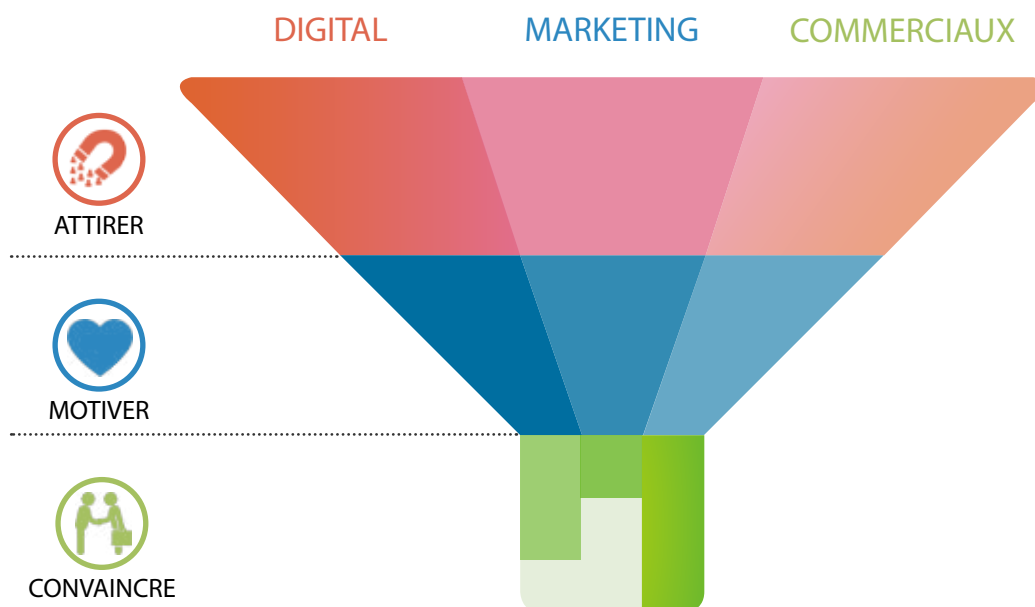 DIGITAL MARKETING COMMERCIAUX
ATTIRER
MOTIVER
CONVAINCRE